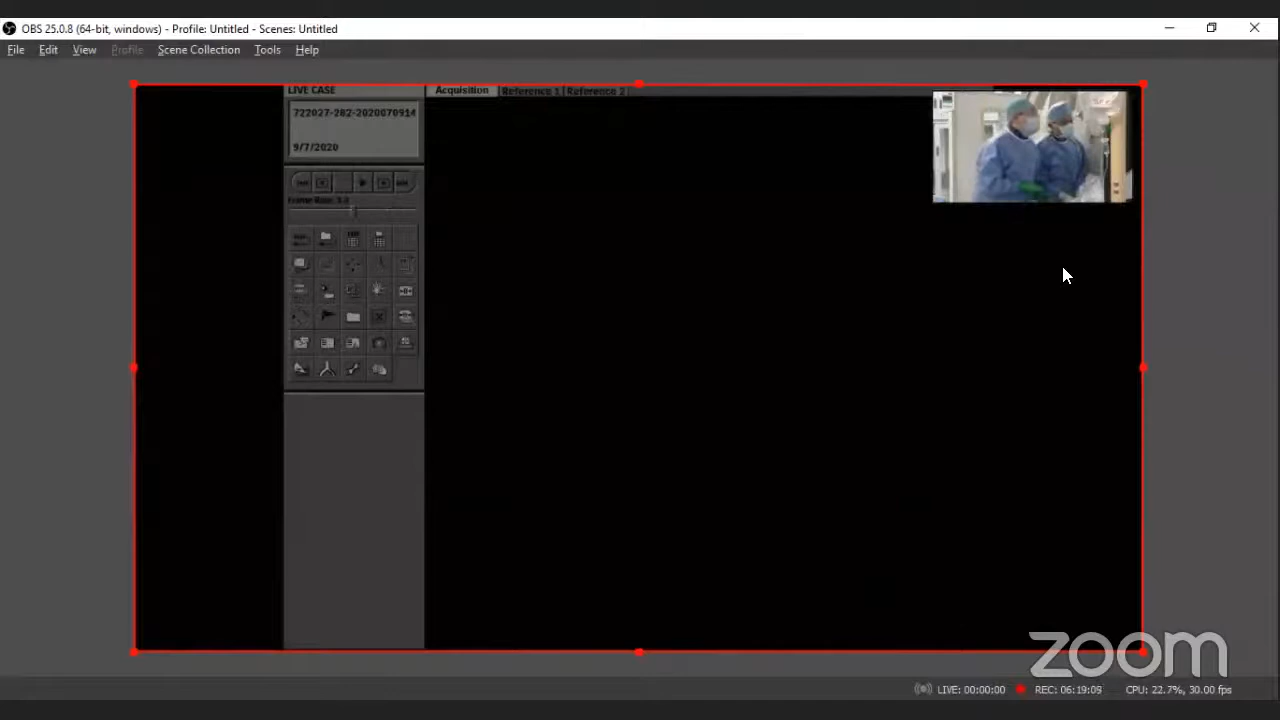 OBS 25.0.8 (64-bit, windows) - Profile: Untitled - Scenes: Untitled
File Edit View Profile Scene Collection Tools Help
LIVE CASE
Acquisition Reference 1 Reference 2
722027-282-2020070914
9/7/2020
zoom
LIVE: 00:00:00 REC: 06:19:09 CPU: 22.7%, 30.00 fps